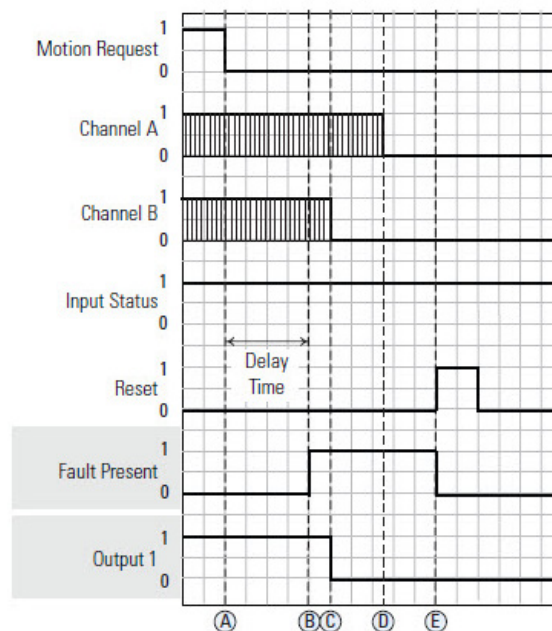 Motion Request
1
0
Channel A
1
0
Channel B
1
0
Input Status
1
0
Delay
Time
Reset
1
0
Fault Present
1
0
Output 1
1
0
A B C D E